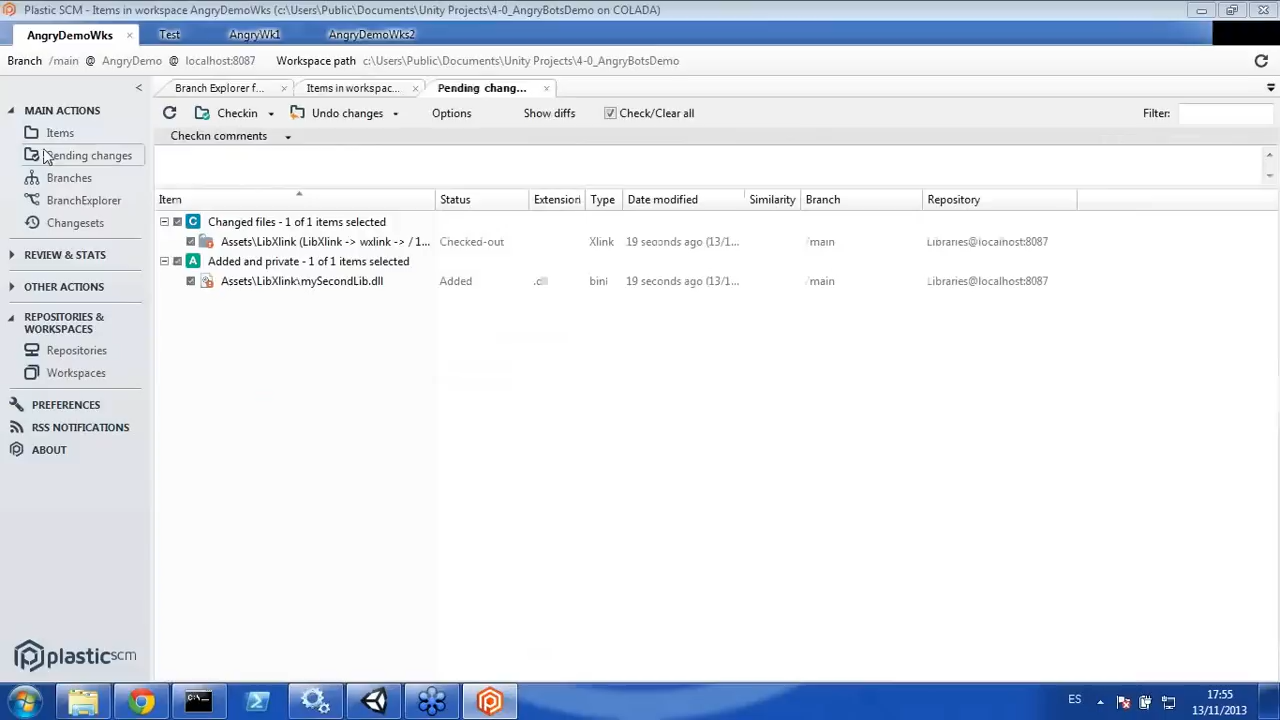 Plastic SCM - Items in workspace AngryDemoWks (c:\Users\Public\Documents\Unity Projects\4-0_AngryBotsDemo on COLADA)
AngryDemoWks Test AngryWk1 AngryDemoWks2
Branch /main @ AngryDemo @ localhost:8087 Workspace path c:\Users\Public\Documents\Unity Projects\4-0_AngryBotsDemo
Branch Explorer f... Items in workspac... Pending chang...
MAIN ACTIONS
Items
Pending changes
Branches
BranchExplorer
Changesets
REVIEW & STATS
OTHER ACTIONS
REPOSITORIES &
WORKSPACES
Repositories
Workspaces
PREFERENCES
RSS NOTIFICATIONS
ABOUT
plastic scm
Checkin Undo changes Options Show diffs Check/Clear all Filter:
Checkin comments
Item Status Extension Type Date modified Similarity Branch Repository
C Changed files - 1 of 1 items selected
Assets\LibXlink (LibXlink -> wxlink -> / 1... Checked-out Xlink 19 seconds ago (13/1... /main Libraries@localhost:8087
A Added and private - 1 of 1 items selected
Assets\LibXlink\mySecondLib.dll Added .dll bini 19 seconds ago (13/1... /main Libraries@localhost:8087
ES 17:55
13/11/2013